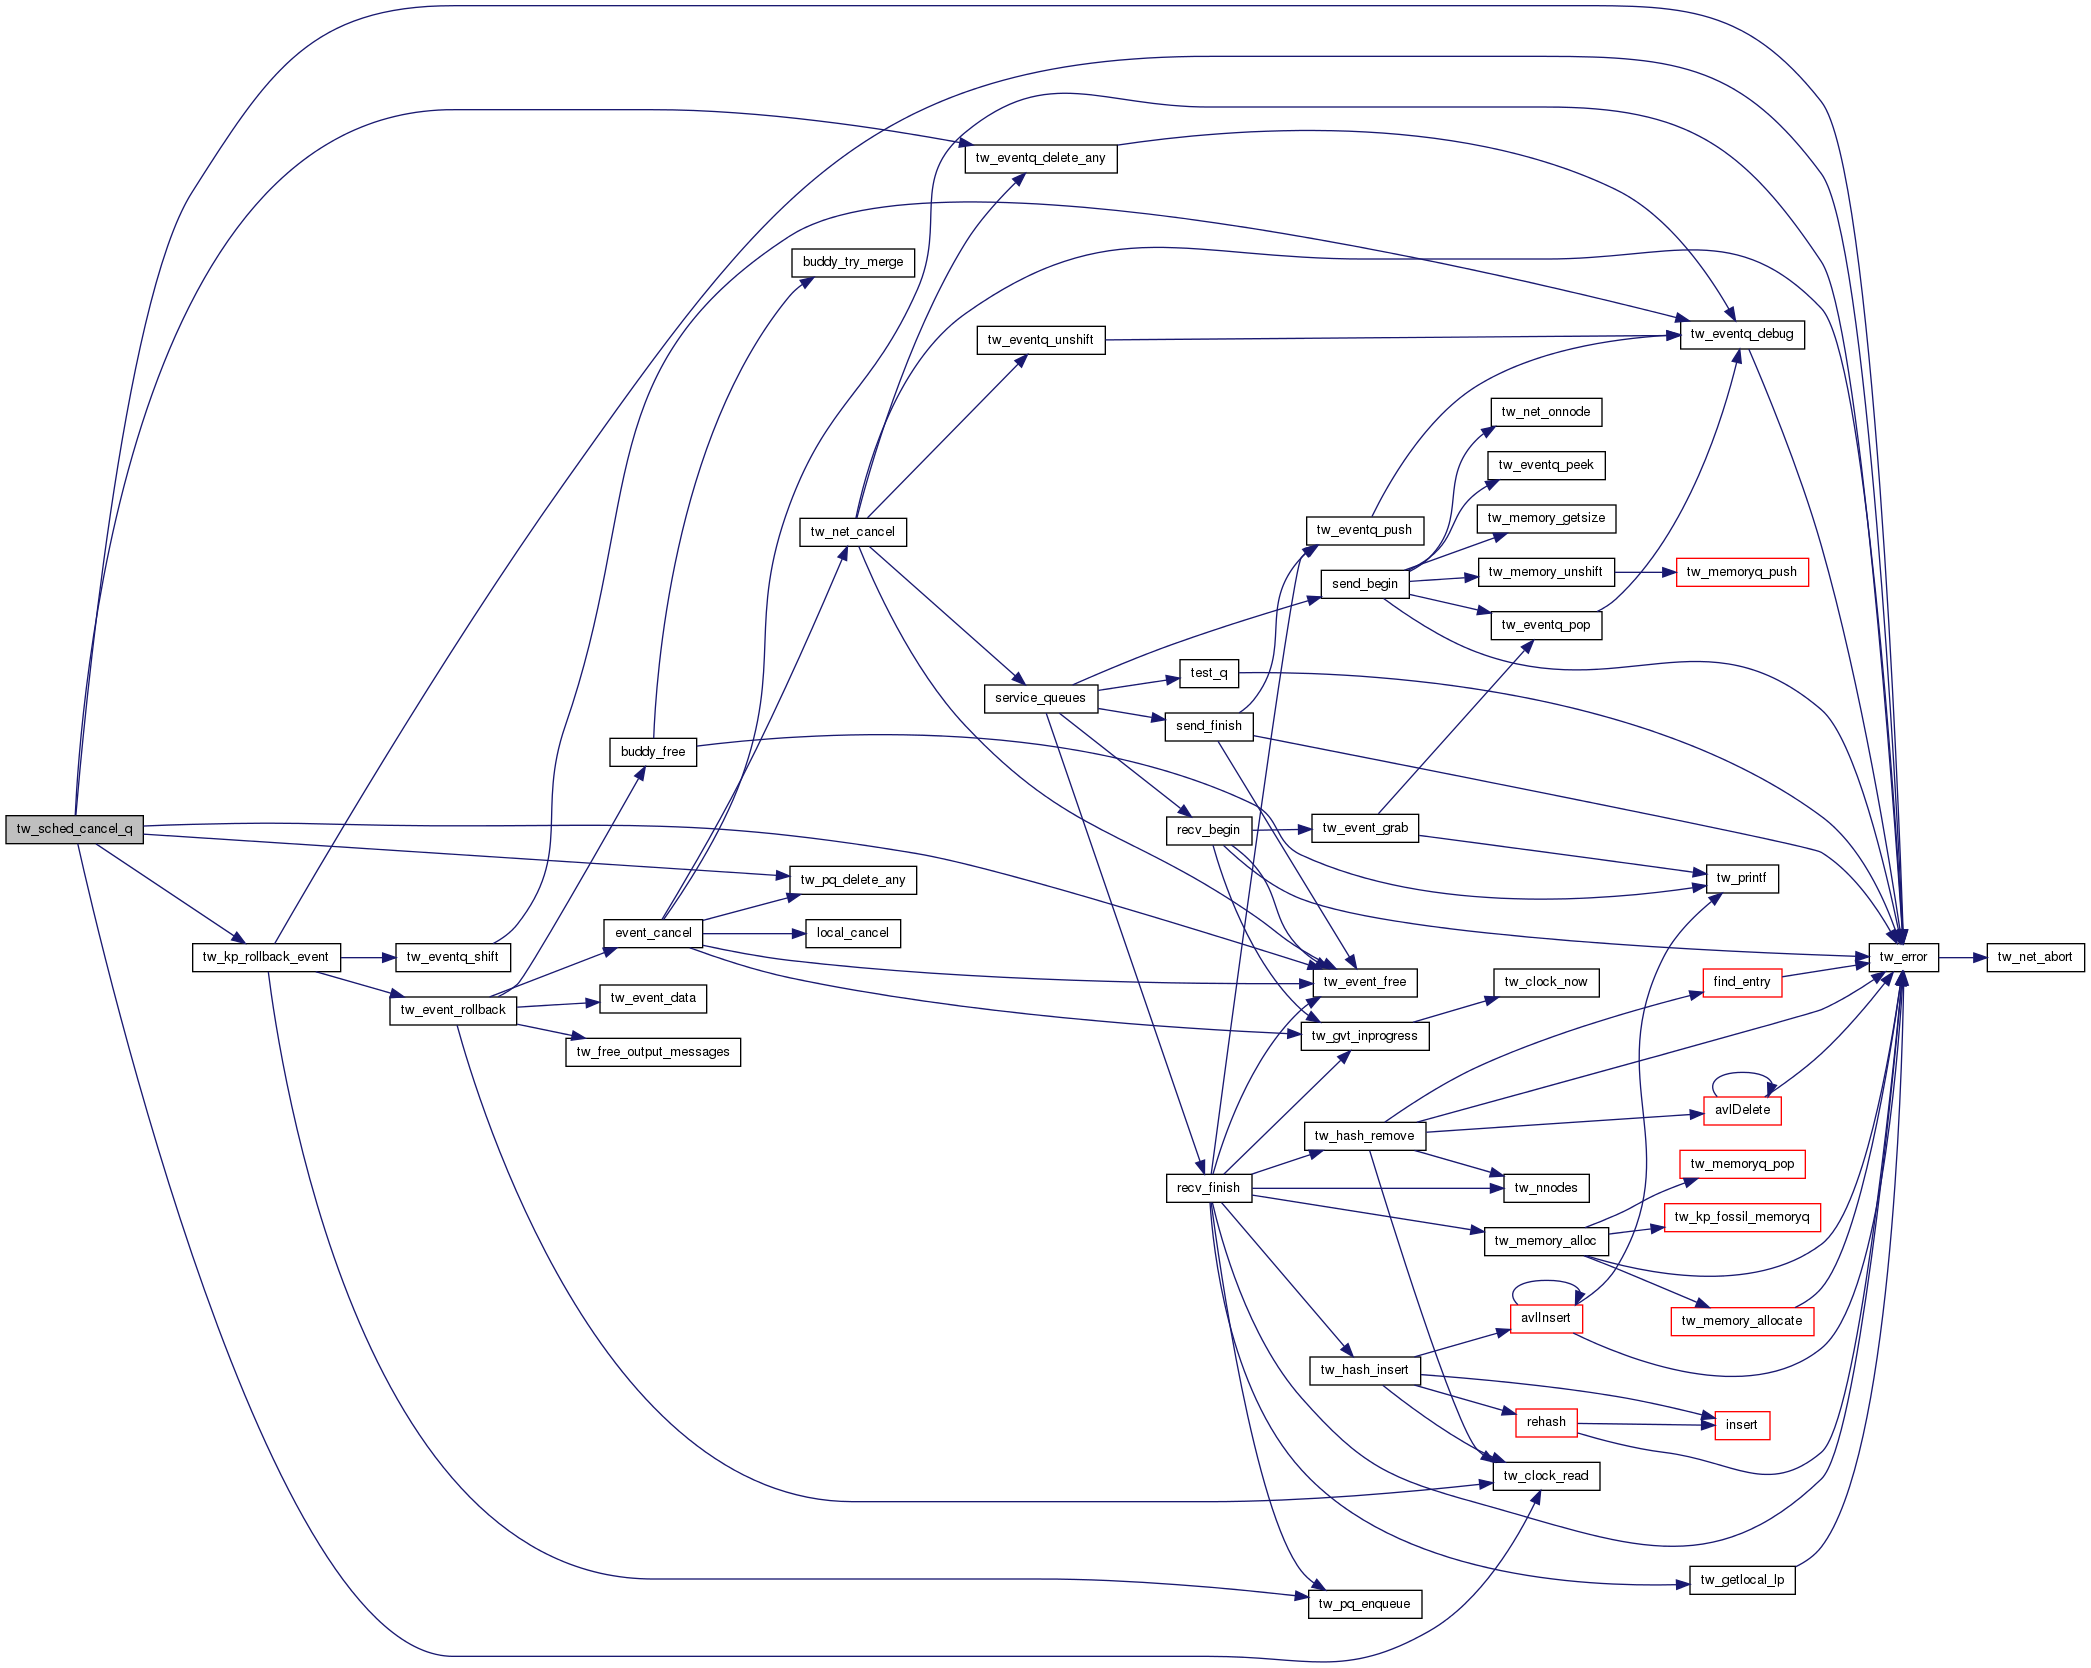 tw_eventq_delete_any
buddy_try_merge
tw_eventq_debug
tw_eventq_unshift
tw_net_onnode
tw_eventq_peek
tw_memory_getsize
tw_net_cancel
tw_eventq_push
tw_memory_unshift
tw_memoryq_push
send_begin
tw_eventq_pop
test_q
service_queues
send_finish
buddy_free
tw_sched_cancel_q
recv_begin
tw_event_grab
tw_pq_delete_any
tw_printf
event_cancel
local_cancel
tw_kp_rollback_event
tw_eventq_shift
tw_error
tw_net_abort
tw_event_free
tw_clock_now
find_entry
tw_event_data
tw_event_rollback
tw_gvt_inprogress
tw_free_output_messages
avlDelete
tw_hash_remove
tw_memoryq_pop
recv_finish
tw_nnodes
tw_kp_fossil_memoryq
tw_memory_alloc
avlInsert
tw_memory_allocate
tw_hash_insert
rehash
insert
tw_clock_read
tw_getlocal_lp
tw_pq_enqueue